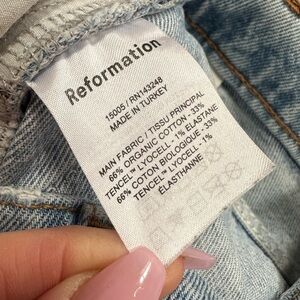 Reformation
15005 / RN143248
MADE IN TURKEY
MAIN FABRIC / TISSU PRINCIPAL
66% ORGANIC COTTON - 33%
TENCEL™ LYOCELL - 1% ELASTANE
66% COTON BIOLOGIQUE - 33%
TENCEL™ LYOCELL - 1%
ELASTHANNE